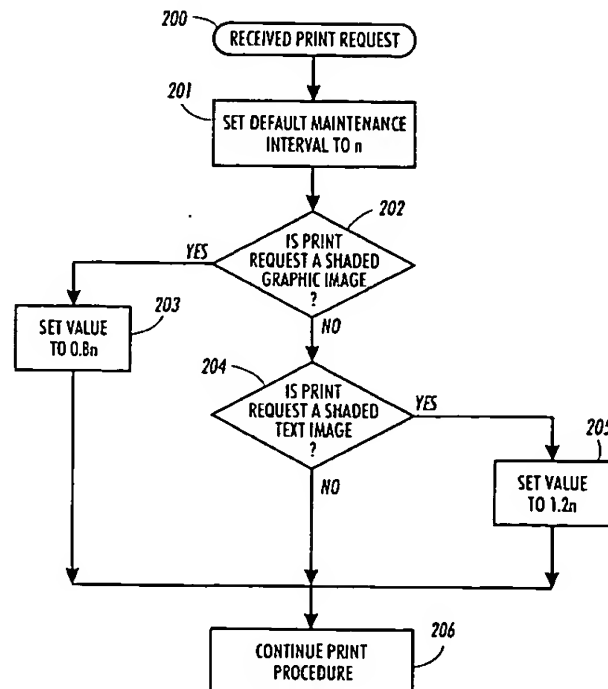 200
RECEIVED PRINT REQUEST
201
SET DEFAULT MAINTENANCE
INTERVAL TO n
202
IS PRINT
REQUEST A SHADED
GRAPHIC IMAGE
?
YES
NO
203
SET VALUE
TO 0.8n
204
IS PRINT
REQUEST A SHADED
TEXT IMAGE
?
YES
NO
205
SET VALUE
TO 1.2n
206
CONTINUE PRINT
PROCEDURE